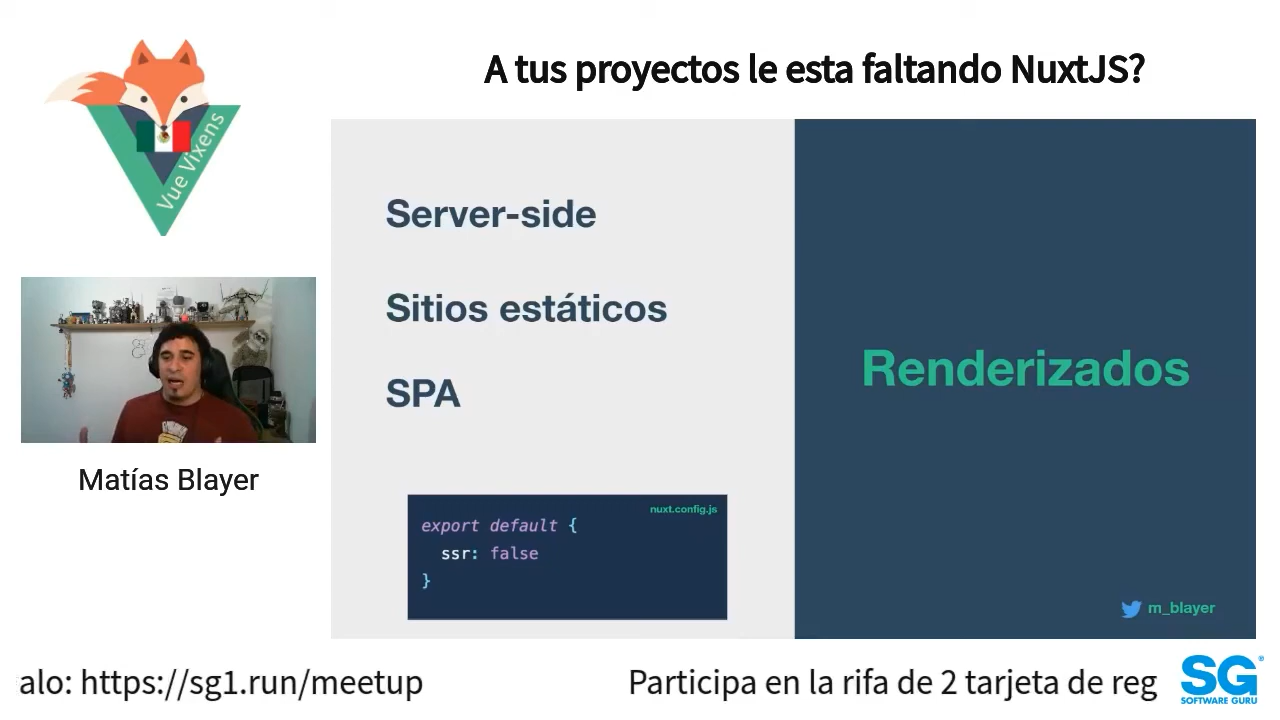 A tus proyectos le esta faltando NuxtJS?
Vue Vixens
Server-side
Sitios estáticos
SPA
nuxt.config.js
export default {
ssr: false
}
Renderizados
m_blayer
Matías Blayer
alo: https://sg1.run/meetup
Participa en la rifa de 2 tarjeta de reg
SG
SOFTWARE GURU